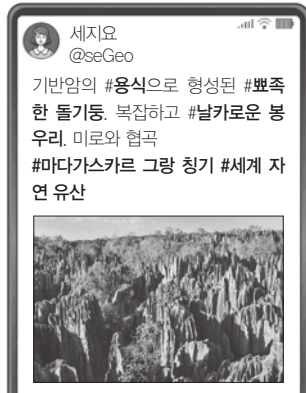 세지요
@seGeo
기반암의 #용식으로 형성된 #뾰족
한 돌기둥. 복잡하고 #날카로운 봉
우리. 미로와 협곡
#마다가스카르 그랑 칭기 #세계 자
연 유산